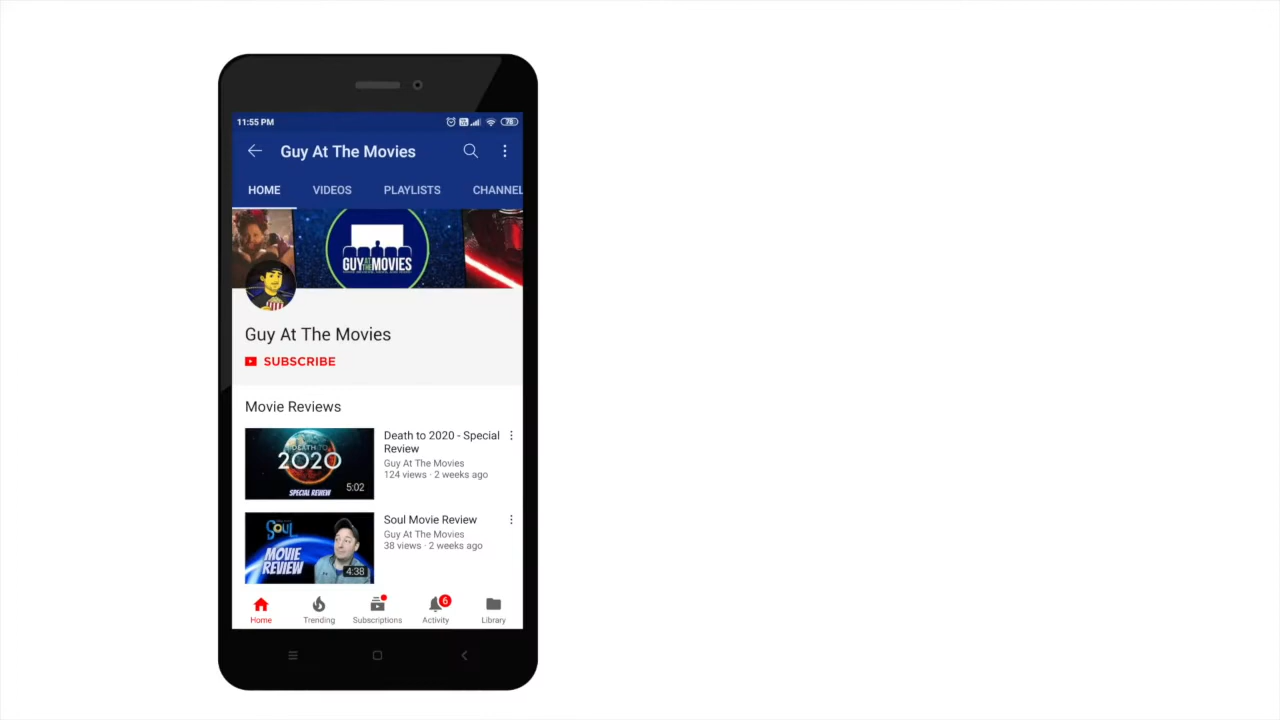 11:55 PM
76
Guy At The Movies
HOME VIDEOS PLAYLISTS CHANNEL
GUY AT THE MOVIES
Guy At The Movies
SUBSCRIBE
Movie Reviews
DEATH TO
2020
SPECIAL REVIEW
5:02
Death to 2020 - Special
Review
Guy At The Movies
124 views · 2 weeks ago
SOUL
MOVIE
REVIEW
4:38
Soul Movie Review
Guy At The Movies
38 views · 2 weeks ago
6
Home Trending Subscriptions Activity Library